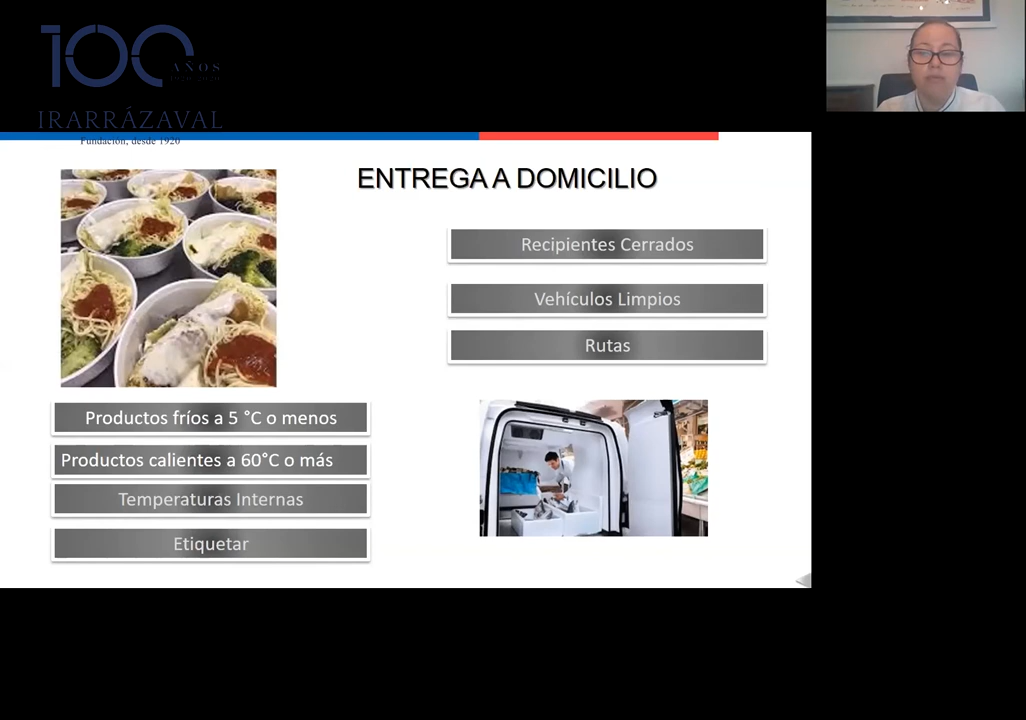 100
AÑOS
IRARRÁZAVAL
Fundación, desde 1920
ENTREGA A DOMICILIO
Recipientes Cerrados
Vehículos Limpios
Rutas
Productos fríos a 5 °C o menos
Productos calientes a 60°C o más
Temperaturas Internas
Etiquetar